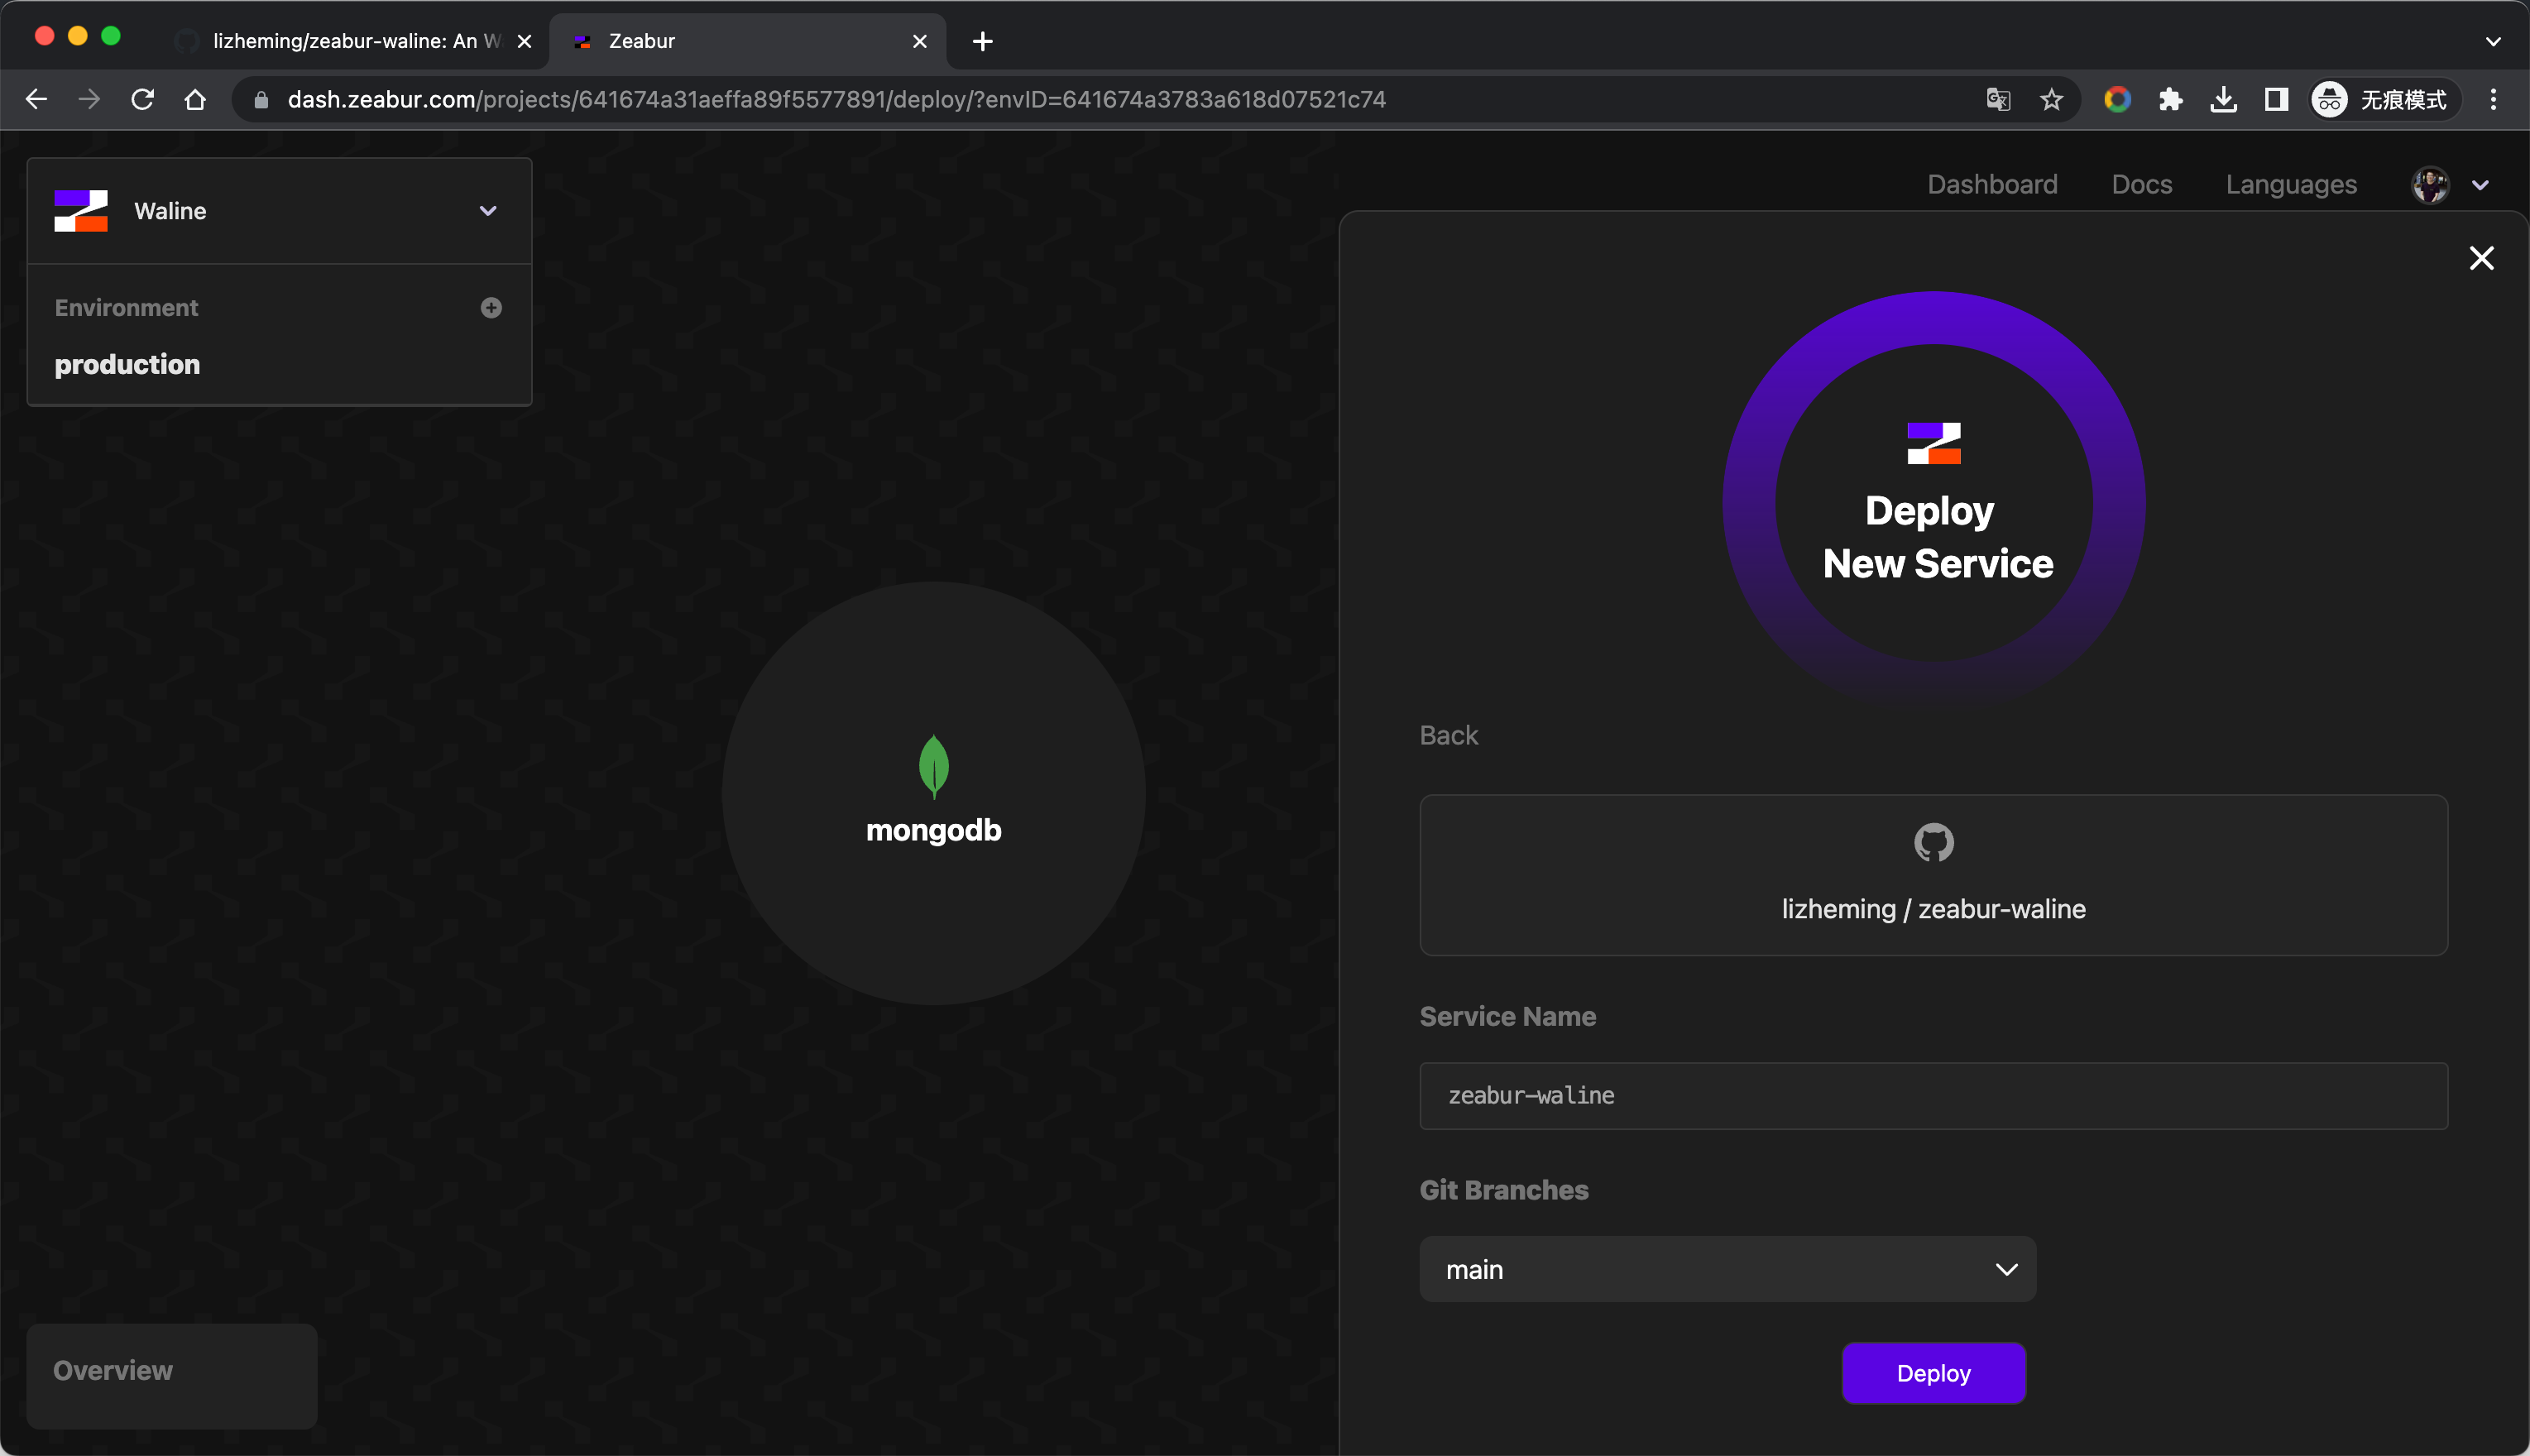 lizheming/zeabur-waline: An W
Zeabur
dash.zeabur.com/projects/641674a31aeffa89f5577891/deploy/?envID=641674a3783a618d07521c74
无痕模式
Waline
Dashboard
Docs
Languages
Environment
production
Deploy
New Service
Back
mongodb
lizheming / zeabur-waline
Service Name
zeabur-waline
Git Branches
main
Deploy
Overview